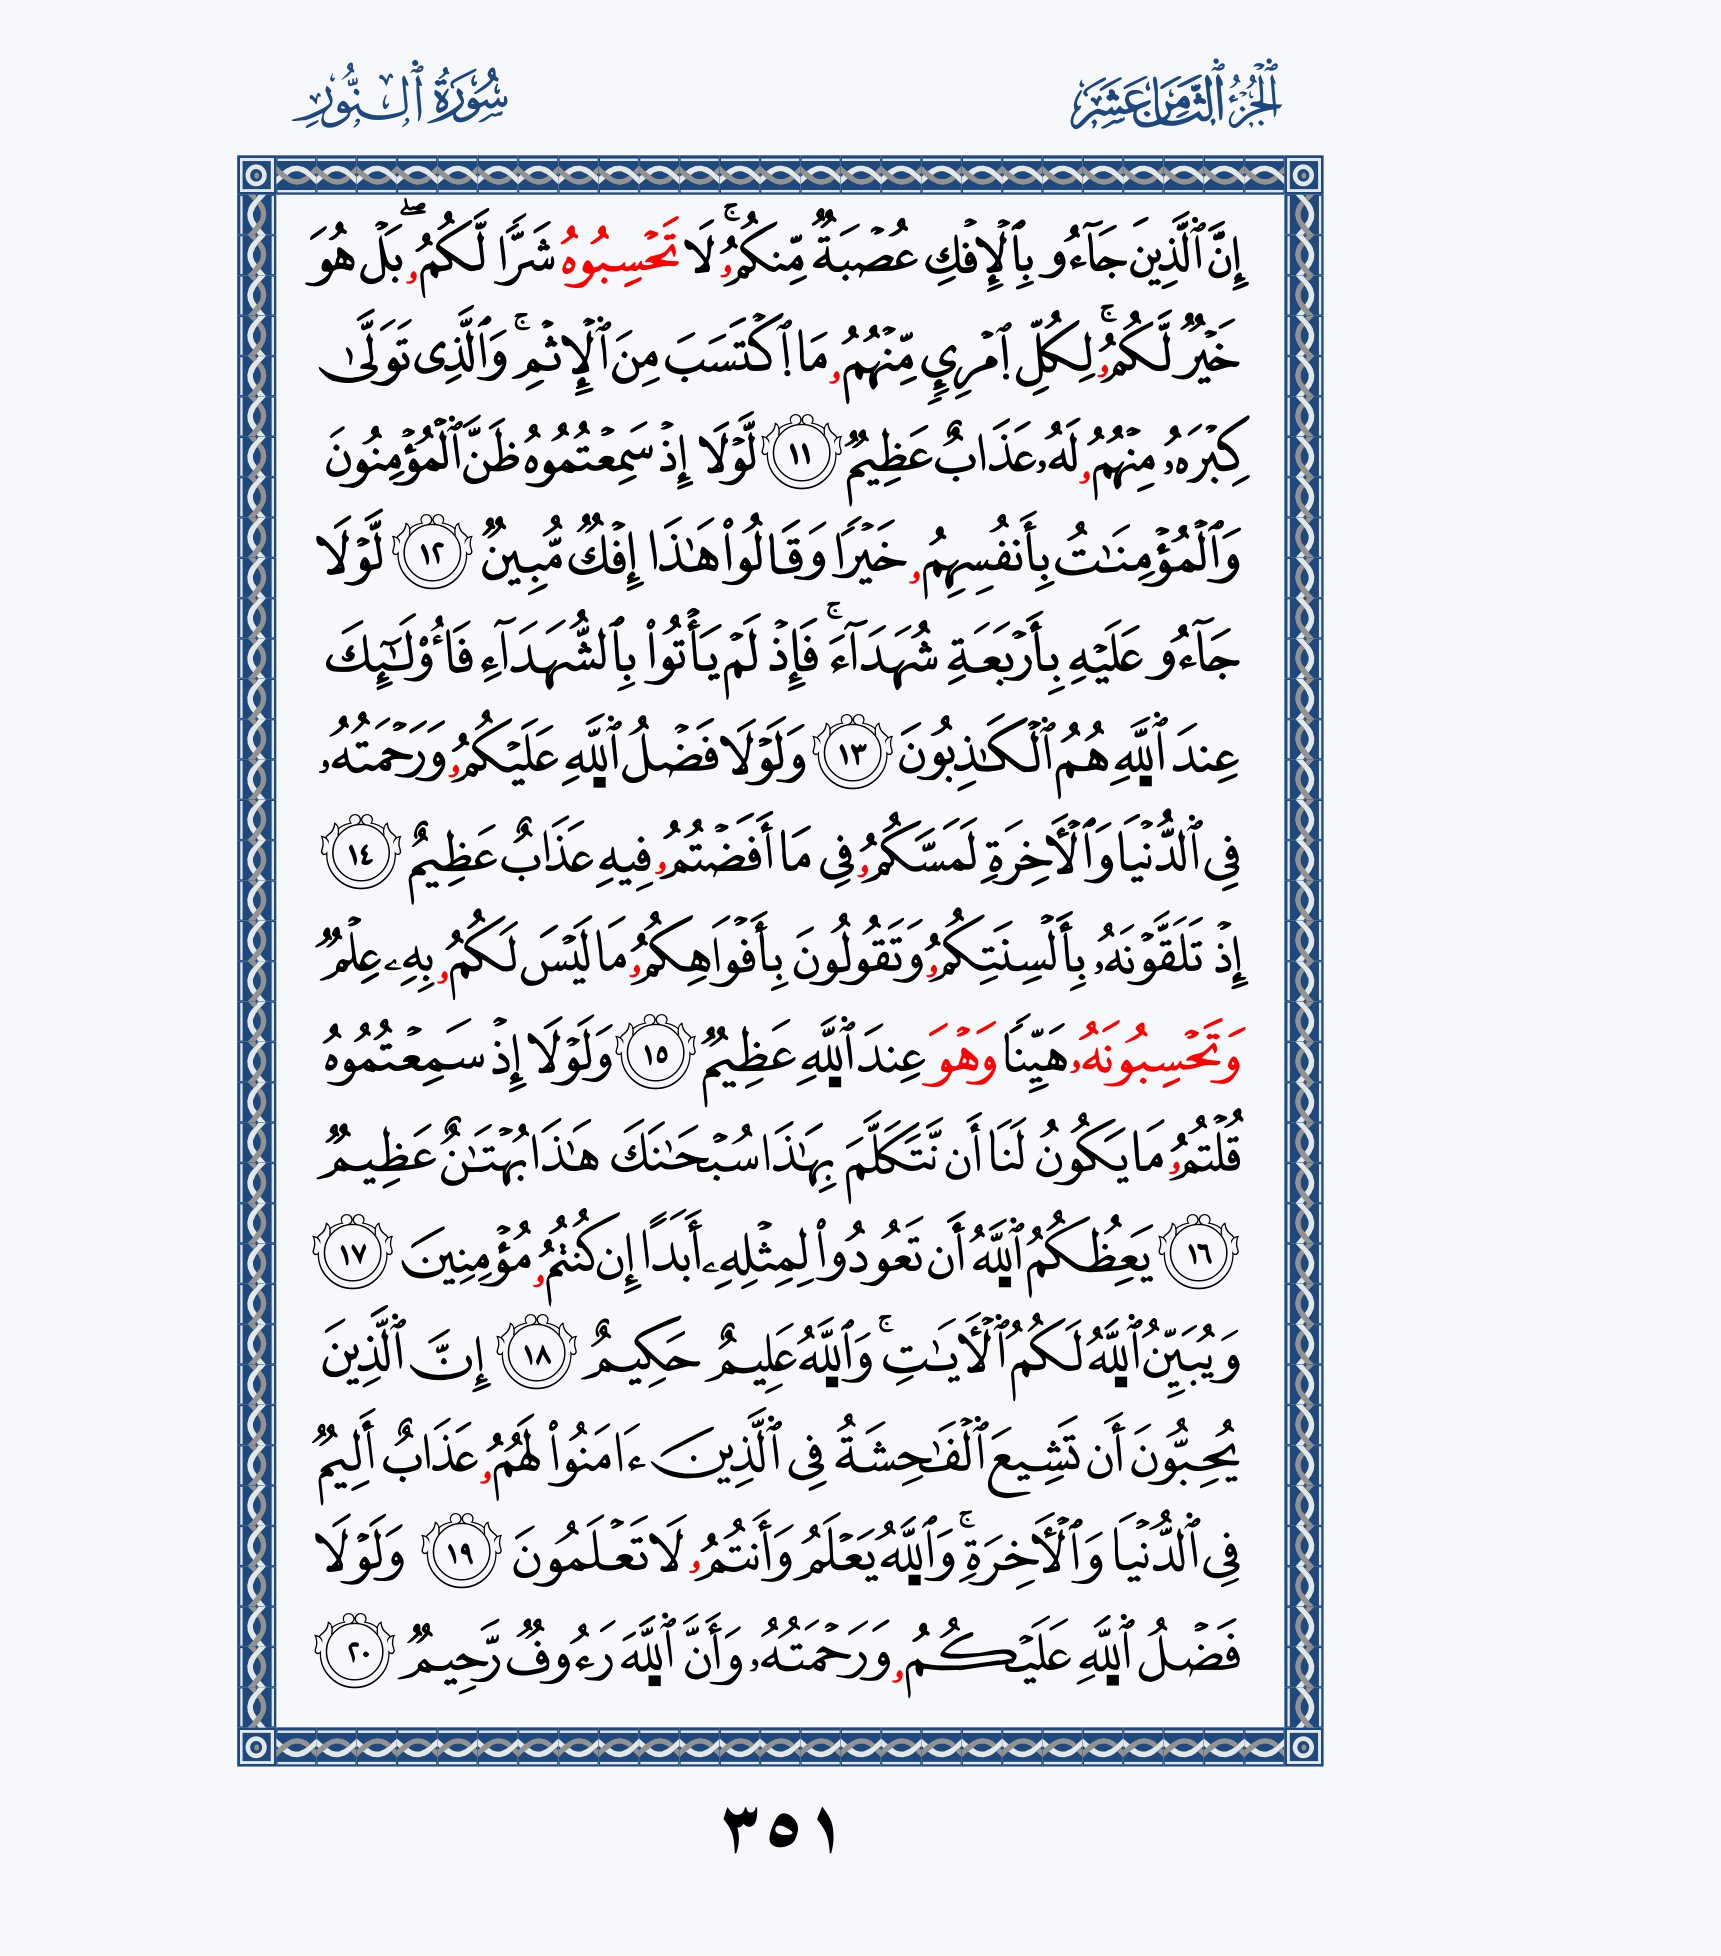 ٱلْجُزْءُ ٱلثَّامِنَ عَشَرَ
سُورَةُ ٱلنُّورِ
إِنَّ ٱلَّذِينَ جَآءُو بِٱلْإِفْكِ عُصْبَةٌ مِّنكُمُۥۚ لَا تَحْسِبُوهُ شَرًّا لَّكُمُۥۖ بَلْ هُوَ
خَيْرٌ لَّكُمُۥۚ لِكُلِّ ٱمْرِيٍٕ مِّنْهُمُۥ مَا ٱكْتَسَبَ مِنَ ٱلْإِثْمِۚ وَٱلَّذِى تَوَلَّىٰ
كِبْرَهُۥ مِنْهُمُۥ لَهُۥ عَذَابٌ عَظِيمٌ ١١ لَّوْلَا إِذْ سَمِعْتُمُوهُ ظَنَّ ٱلْمُؤْمِنُونَ
وَٱلْمُؤْمِنَٰتُ بِأَنفُسِهِمُۥ خَيْرًا وَقَالُوا۟ هَٰذَا إِفْكٌ مُّبِينٌ ١٢ لَّوْلَا
جَآءُو عَلَيْهِ بِأَرْبَعَةِ شُهَدَآءَۚ فَإِذْ لَمْ يَأْتُوا۟ بِٱلشُّهَدَآءِ فَأُو۟لَٰٓئِكَ
عِندَ ٱللَّهِ هُمُ ٱلْكَٰذِبُونَ ١٣ وَلَوْلَا فَضْلُ ٱللَّهِ عَلَيْكُمُۥ وَرَحْمَتُهُۥ
فِى ٱلدُّنْيَا وَٱلْأَخِرَةِ لَمَسَّكُمُۥ فِى مَا أَفَضْتُمُۥ فِيهِ عَذَابٌ عَظِيمٌ ١٤
إِذْ تَلَقَّوْنَهُۥ بِأَلْسِنَتِكُمُۥ وَتَقُولُونَ بِأَفْوَاهِكُمُۥ مَا لَيْسَ لَكُمُۥ بِهِۦ عِلْمٌ
وَتَحْسِبُونَهُۥ هَيِّنًا وَهْوَ عِندَ ٱللَّهِ عَظِيمٌ ١٥ وَلَوْلَا إِذْ سَمِعْتُمُوهُ
قُلْتُمُۥ مَا يَكُونُ لَنَا أَن نَّتَكَلَّمَ بِهَٰذَا سُبْحَٰنَكَ هَٰذَا بُهْتَٰنٌ عَظِيمٌ
١٦ يَعِظُكُمُ ٱللَّهُ أَن تَعُودُوا۟ لِمِثْلِهِۦ أَبَدًا إِن كُنتُمُۥ مُؤْمِنِينَ ١٧
وَيُبَيِّنُ ٱللَّهُ لَكُمُ ٱلْأَيَٰتِۚ وَٱللَّهُ عَلِيمٌ حَكِيمٌ ١٨ إِنَّ ٱلَّذِينَ
يُحِبُّونَ أَن تَشِيعَ ٱلْفَٰحِشَةُ فِى ٱلَّذِينَ ءَامَنُوا۟ لَهُمُۥ عَذَابٌ أَلِيمٌ
فِى ٱلدُّنْيَا وَٱلْأَخِرَةِۚ وَٱللَّهُ يَعْلَمُ وَأَنتُمُۥ لَا تَعْلَمُونَ ١٩ وَلَوْلَا
فَضْلُ ٱللَّهِ عَلَيْكُمُۥ وَرَحْمَتُهُۥ وَأَنَّ ٱللَّهَ رَءُوفٌ رَّحِيمٌ ٢٠
٣٥١